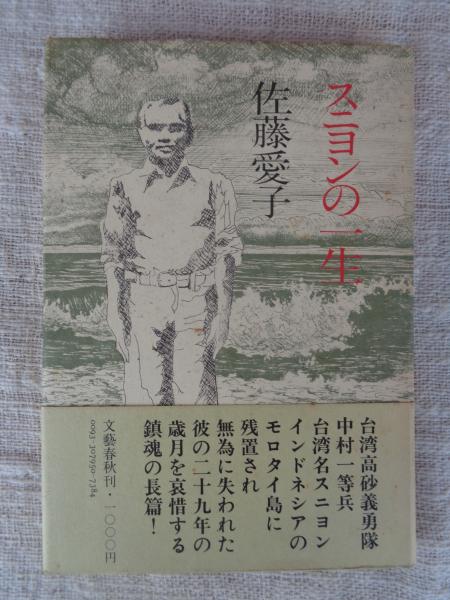 スニヨンの一生
佐藤愛子
台湾高砂義勇隊
中村一等兵
台湾名スニヨン
インドネシアの
モロタイ島に
残置され
無為に失われた
彼の二十九年の
歳月を哀惜する
鎮魂の長篇！
文藝春秋刊・一〇〇〇円
0093-307950-7384